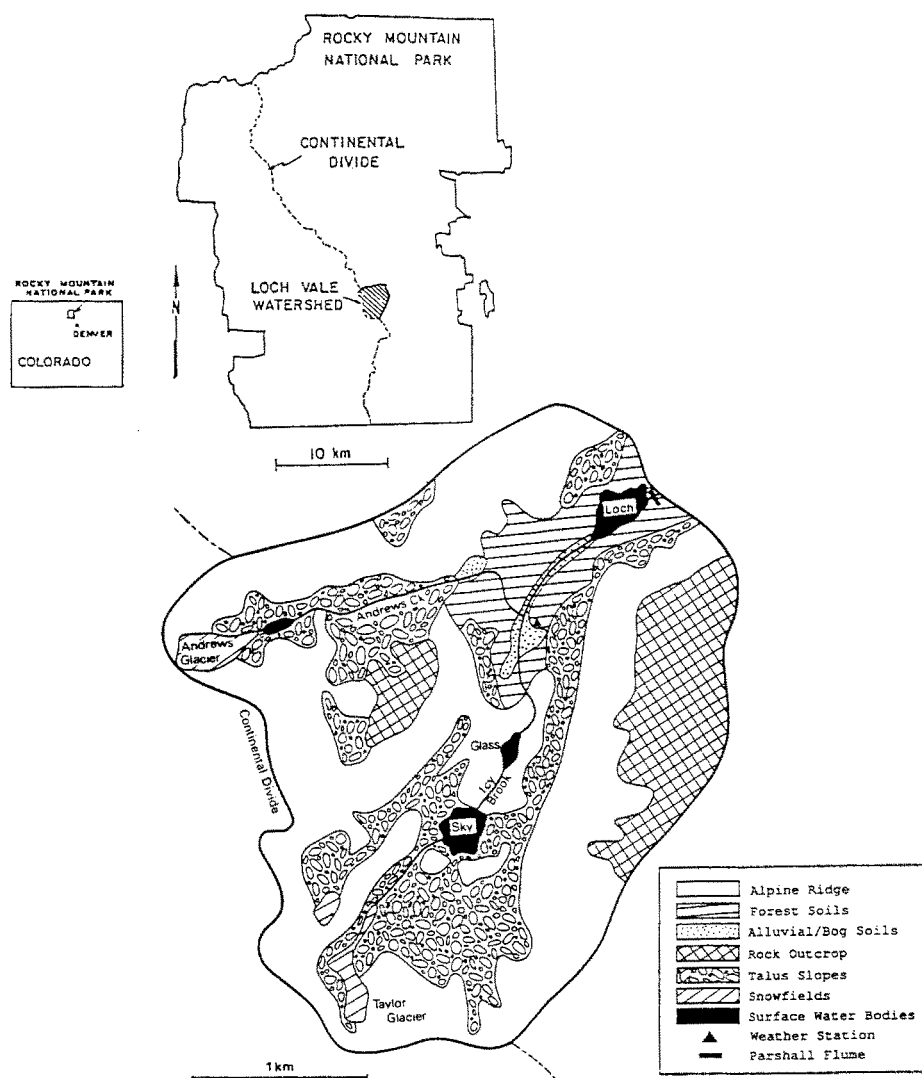 ROCKY MOUNTAIN
NATIONAL PARK
CONTINENTAL
DIVIDE
LOCH VALE
WATERSHED
N
ROCKY MOUNTAIN
NATIONAL PARK
DENVER
COLORADO
10 km
Loch
Andrews Ck
Andrews
Glacier
Continental Divide
Glass
Icy
Brook
Sky
Taylor
Glacier
1 km
Alpine Ridge
Forest Soils
Alluvial/Bog Soils
Rock Outcrop
Talus Slopes
Snowfields
Surface Water Bodies
Weather Station
Parshall Flume